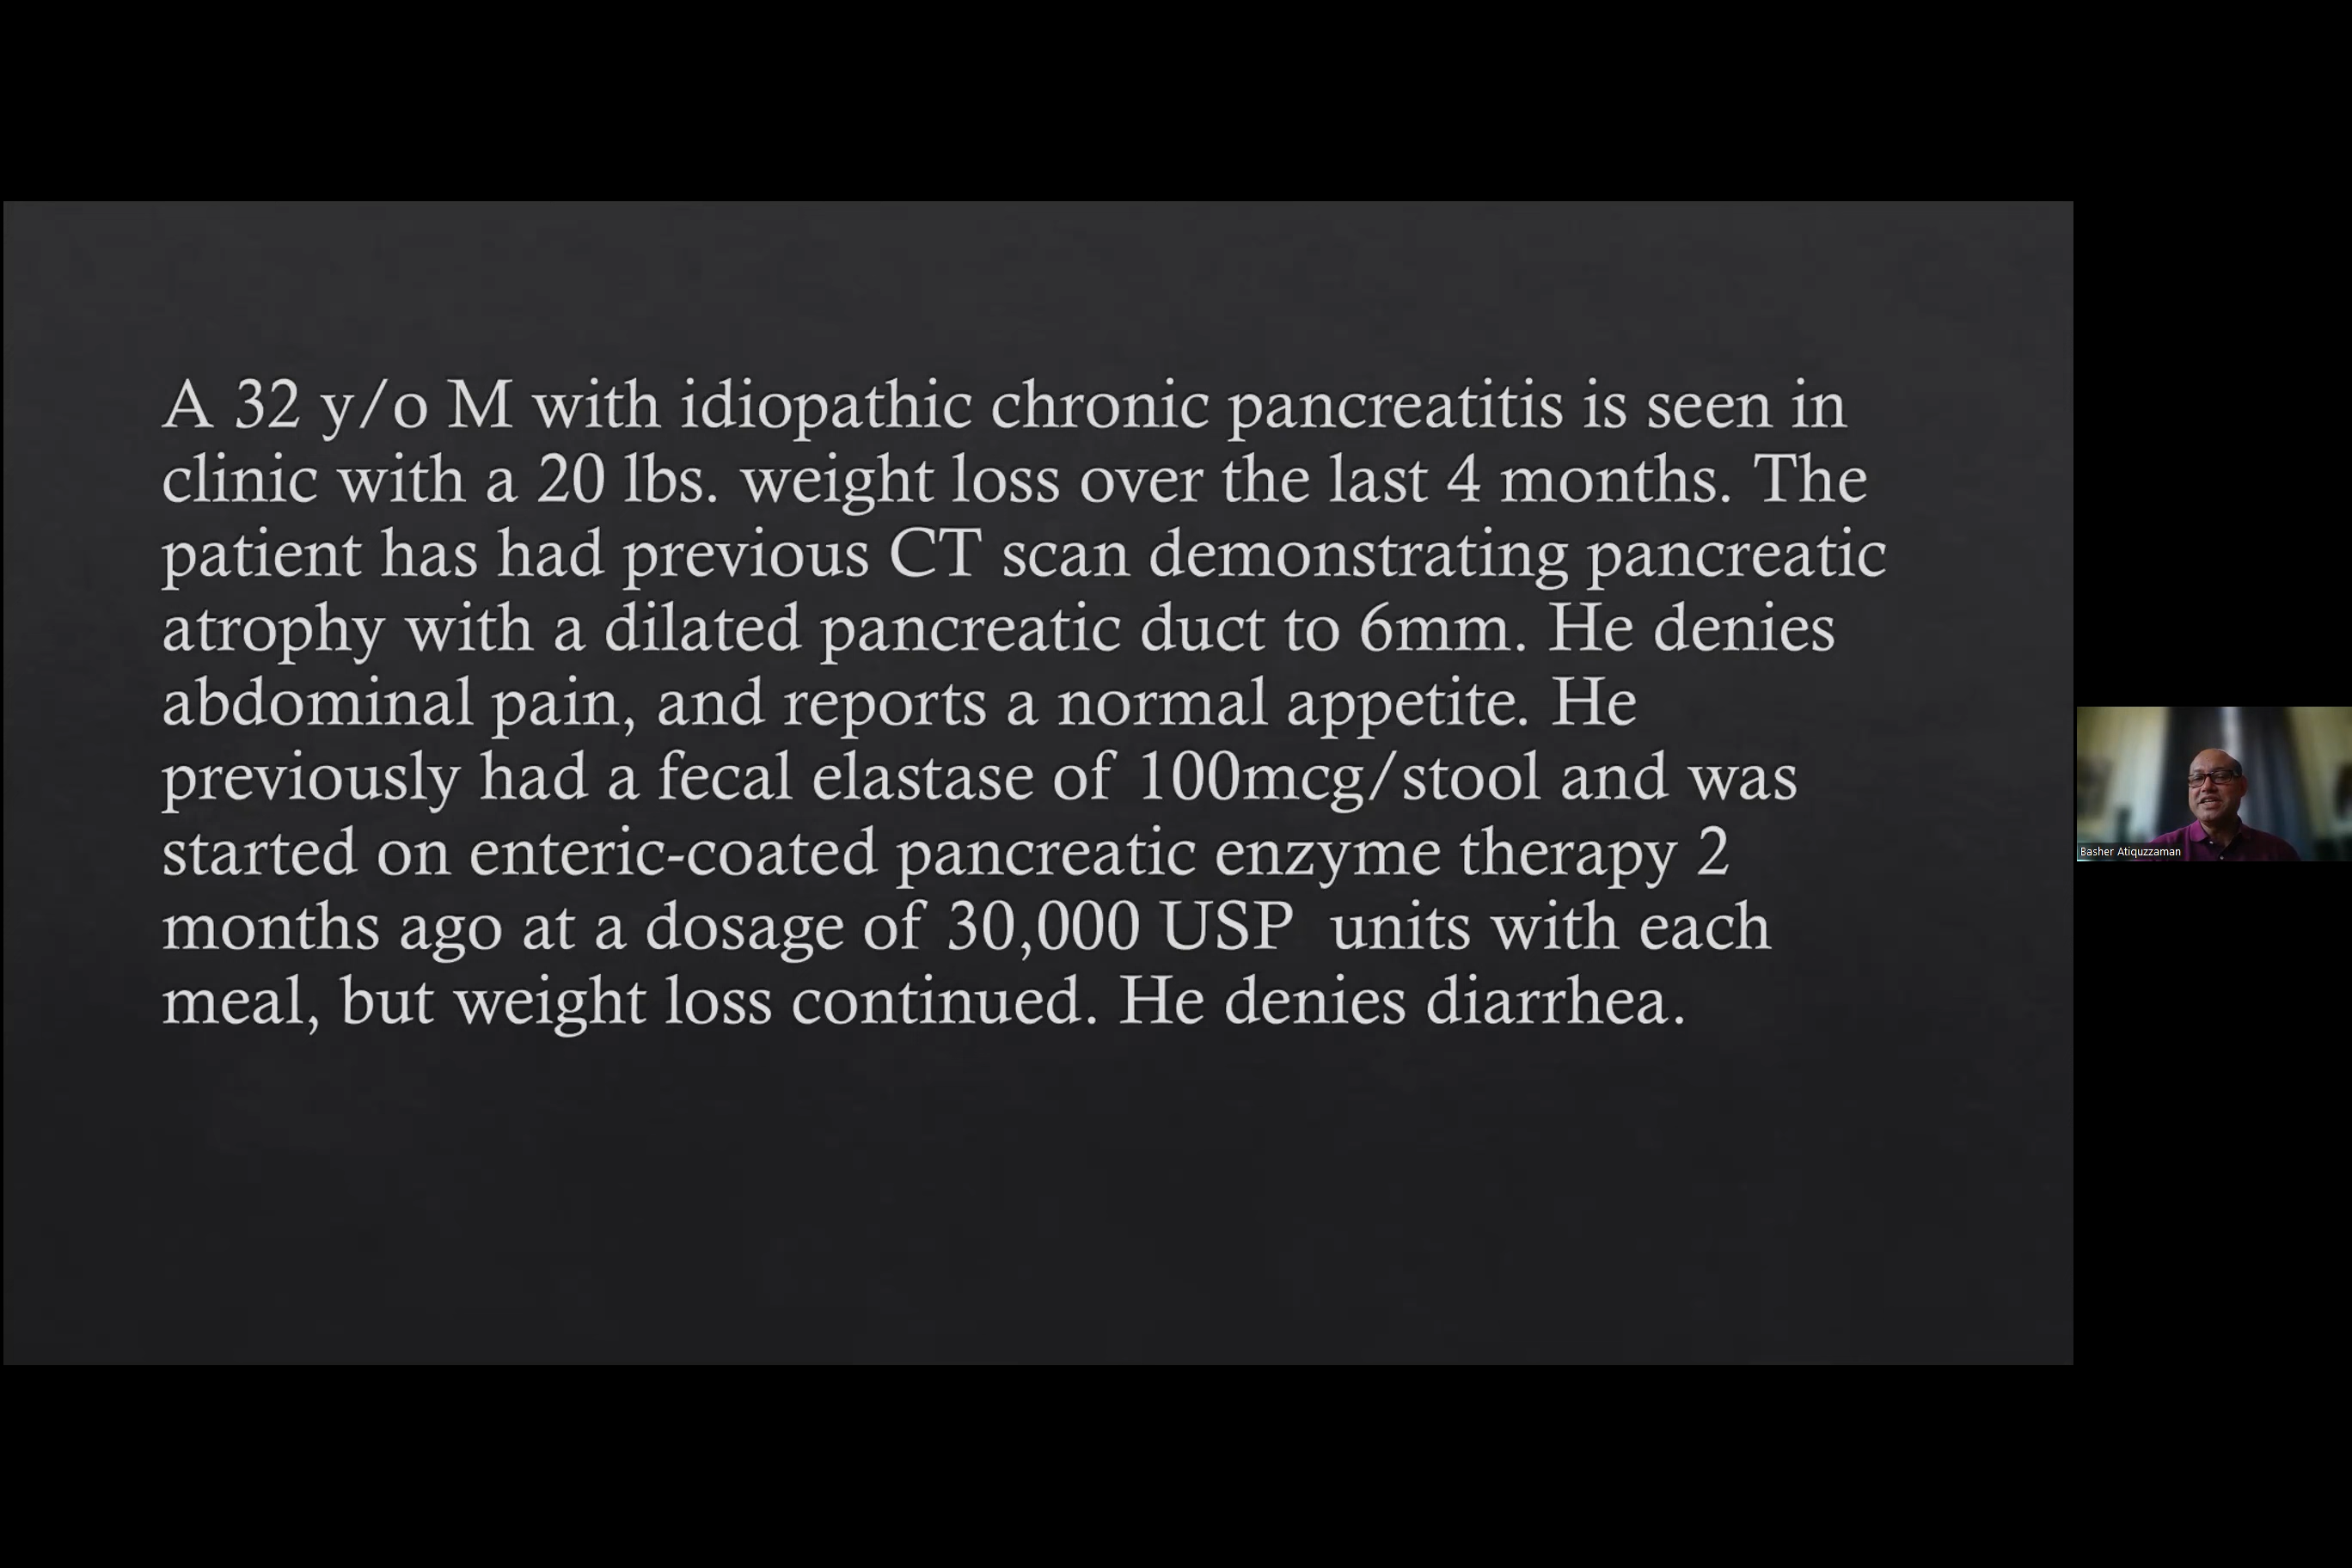 A 32 y/o M with idiopathic chronic pancreatitis is seen in
clinic with a 20 lbs. weight loss over the last 4 months. The
patient has had previous CT scan demonstrating pancreatic
atrophy with a dilated pancreatic duct to 6mm. He denies
abdominal pain, and reports a normal appetite. He
previously had a fecal elastase of 100mcg/stool and was
started on enteric-coated pancreatic enzyme therapy 2
months ago at a dosage of 30,000 USP  units with each
meal, but weight loss continued. He denies diarrhea.
Basher Atiquzzaman